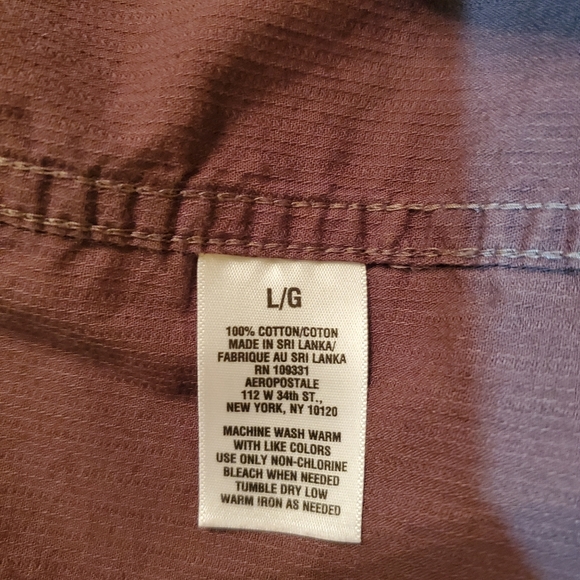 L/G
100% COTTON/COTON
MADE IN SRI LANKA/
FABRIQUE AU SRI LANKA
RN 109331
AEROPOSTALE
112 W 34th ST.,
NEW YORK, NY 10120
MACHINE WASH WARM
WITH LIKE COLORS
USE ONLY NON-CHLORINE
BLEACH WHEN NEEDED
TUMBLE DRY LOW
WARM IRON AS NEEDED